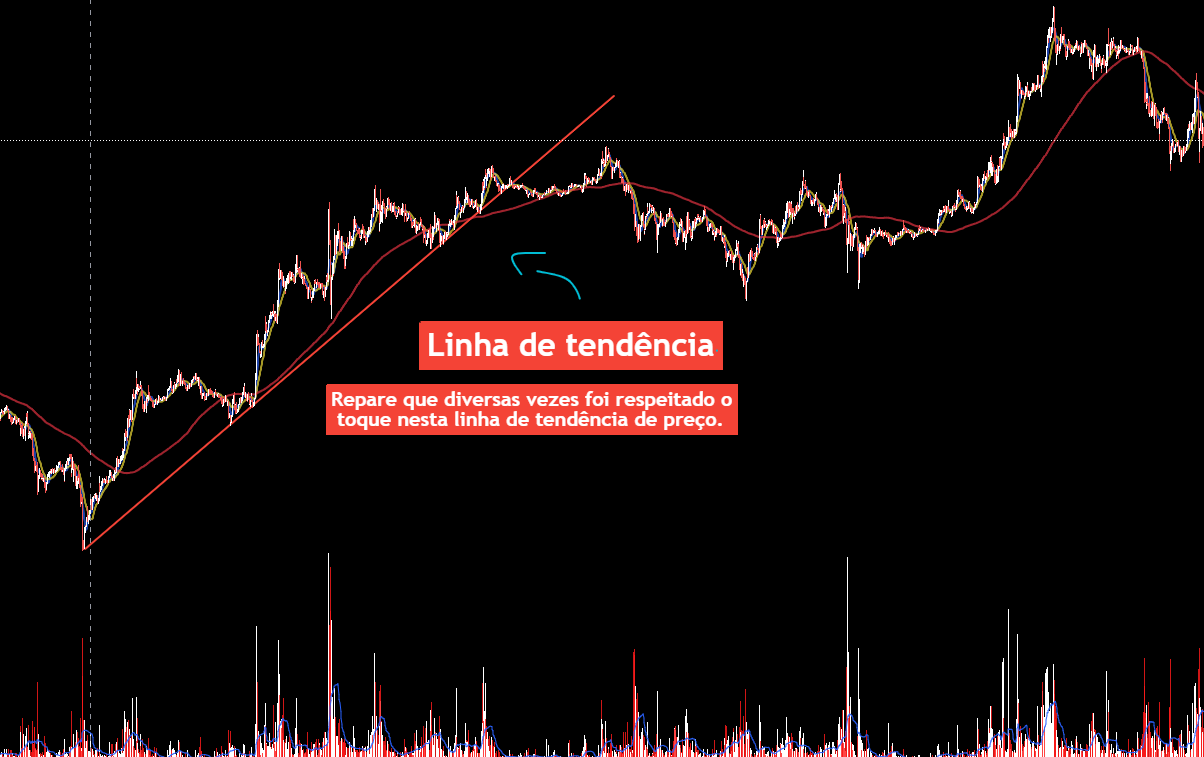 Linha de tendência
Repare que diversas vezes foi respeitado o
toque nesta linha de tendência de preço.